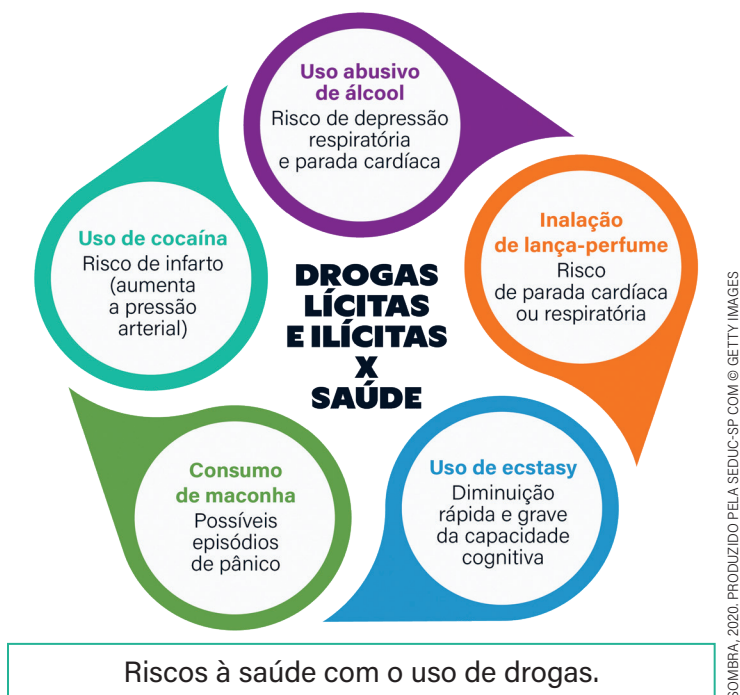 Uso abusivo
de álcool
Risco de depressão
respiratória
e parada cardíaca
Inalação
de lança-perfume
Risco
de parada cardíaca
ou respiratória
Uso de cocaína
Risco de infarto
(aumenta
a pressão
arterial)
DROGAS
LÍCITAS
E ILÍCITAS
X
SAÚDE
Uso de ecstasy
Diminuição
rápida e grave
da capacidade
cognitiva
Consumo
de maconha
Possíveis
episódios
de pânico
Riscos à saúde com o uso de drogas.
SOMBRA, 2020. PRODUZIDO PELA SEDUC-SP COM © GETTY IMAGES